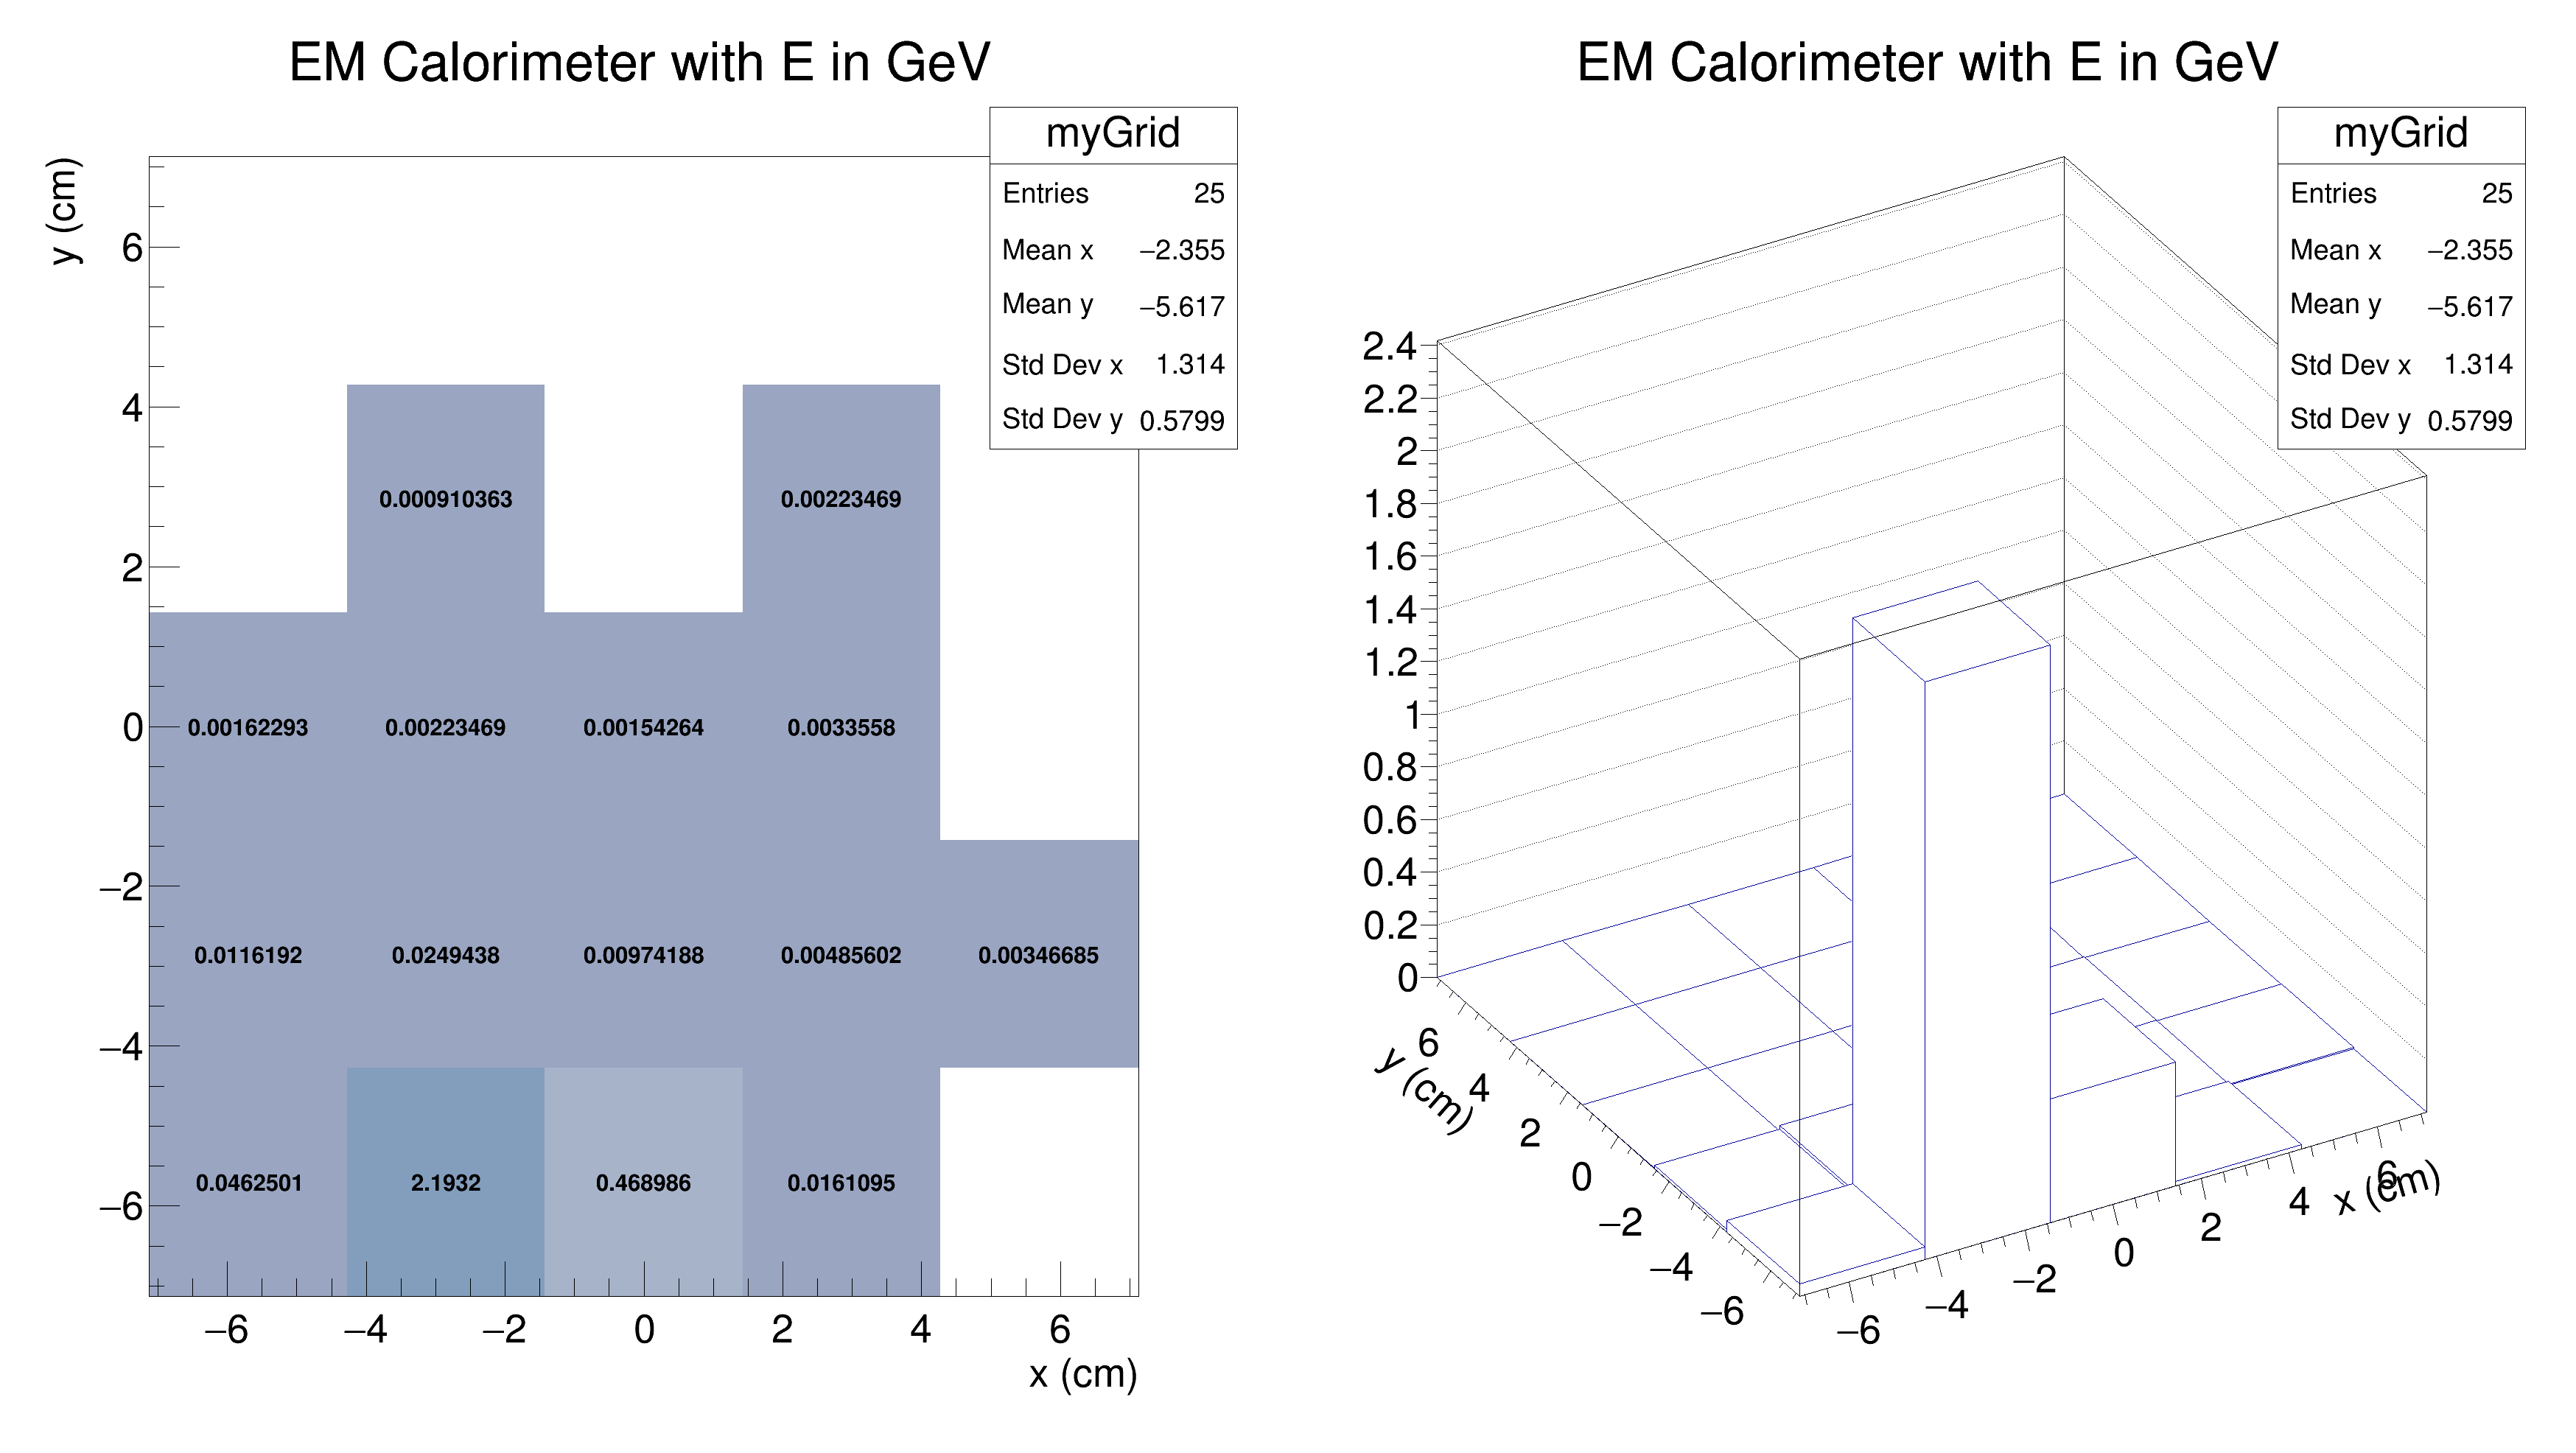 EM Calorimeter with E in GeV
myGrid
Entries 25
Mean x −2.355
Mean y −5.617
Std Dev x 1.314
Std Dev y 0.5799
y (cm)
6
4
2
0
−2
−4
−6
0.000910363 0.00223469
0.00162293 0.00223469 0.00154264 0.0033558
0.0116192 0.0249438 0.00974188 0.00485602 0.00346685
0.0462501 2.1932 0.468986 0.0161095
−6 −4 −2 0 2 4 6
x (cm)
EM Calorimeter with E in GeV
myGrid
Entries 25
Mean x −2.355
Mean y −5.617
Std Dev x 1.314
Std Dev y 0.5799
2.4
2.2
2
1.8
1.6
1.4
1.2
1
0.8
0.6
0.4
0.2
0
y (cm)
6
4
2
0
−2
−4
−6
−6 −4 −2 0 2 4 6
x (cm)